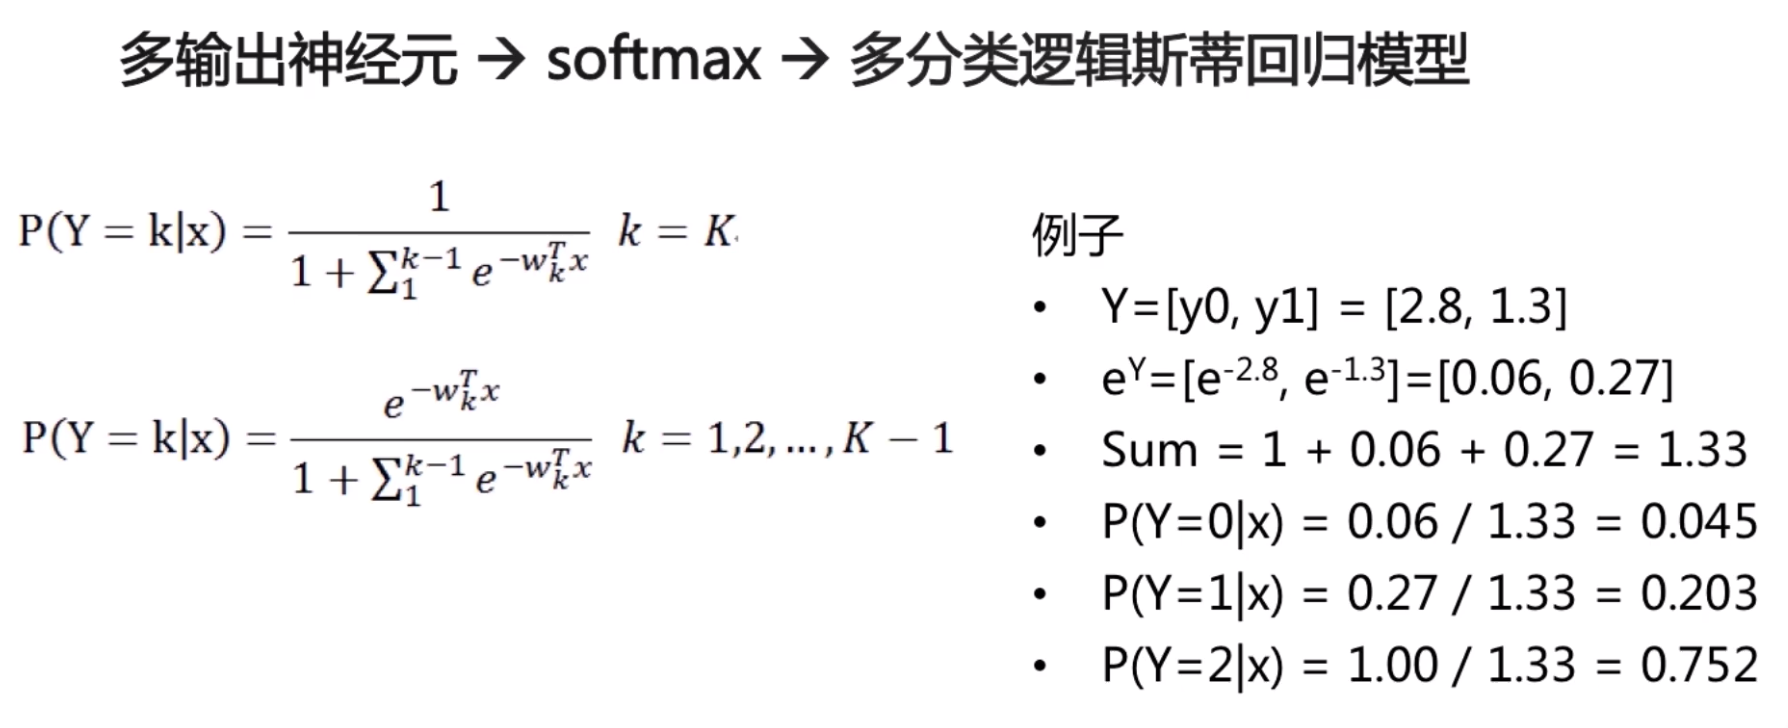 多输出神经元 → softmax → 多分类逻辑斯蒂回归模型
P(Y = k|x) = \frac{1}{1 + \sum_{1}^{k-1} e^{-w_k^T x}} k = K
P(Y = k|x) = \frac{e^{-w_k^T x}}{1 + \sum_{1}^{k-1} e^{-w_k^T x}} k = 1,2, ... , K − 1
例子
• Y=[y0, y1] = [2.8, 1.3]
• e^Y=[e^-2.8, e^-1.3]=[0.06, 0.27]
• Sum = 1 + 0.06 + 0.27 = 1.33
• P(Y=0|x) = 0.06 / 1.33 = 0.045
• P(Y=1|x) = 0.27 / 1.33 = 0.203
• P(Y=2|x) = 1.00 / 1.33 = 0.752